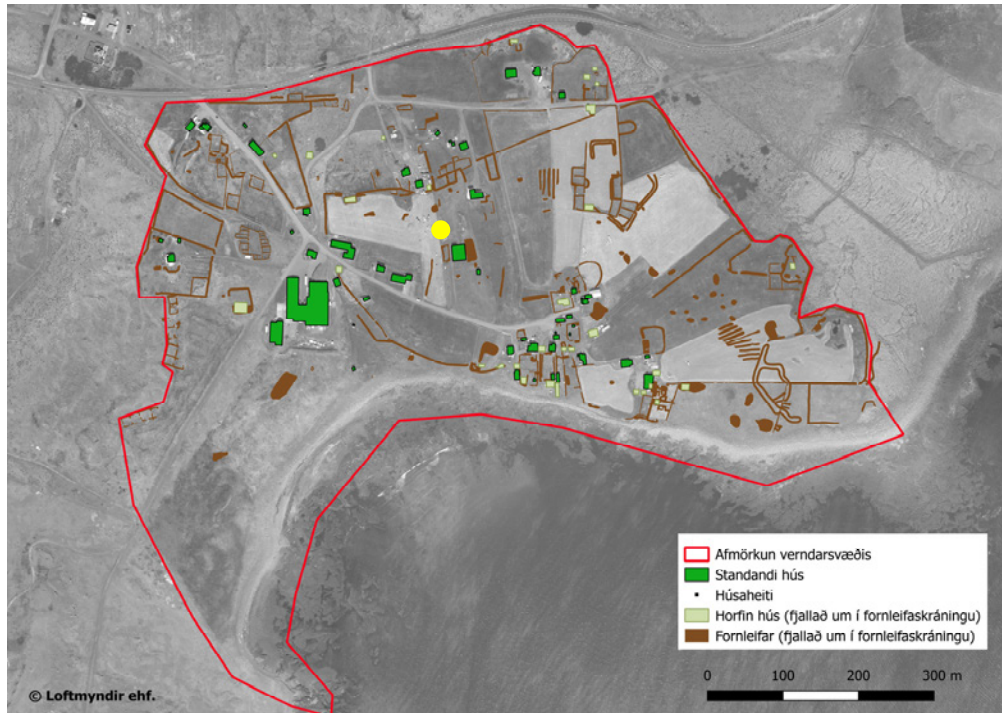 Afmörkun verndarsvæðis
Standandi hús
Húsaheiti
Horfin hús (fjallað um í fornleifaskráningu)
Fornleifar (fjallað um í fornleifaskráningu)
0 100 200 300 m
© Loftmyndir ehf.